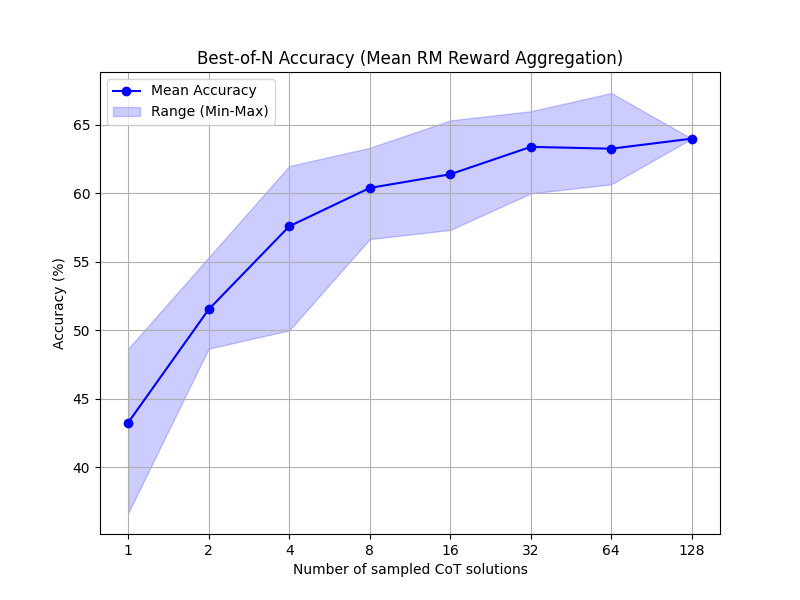 Best-of-N Accuracy (Mean RM Reward Aggregation)
Mean Accuracy
Range (Min-Max)
Accuracy (%)
65
60
55
50
45
40
1 2 4 8 16 32 64 128
Number of sampled CoT solutions